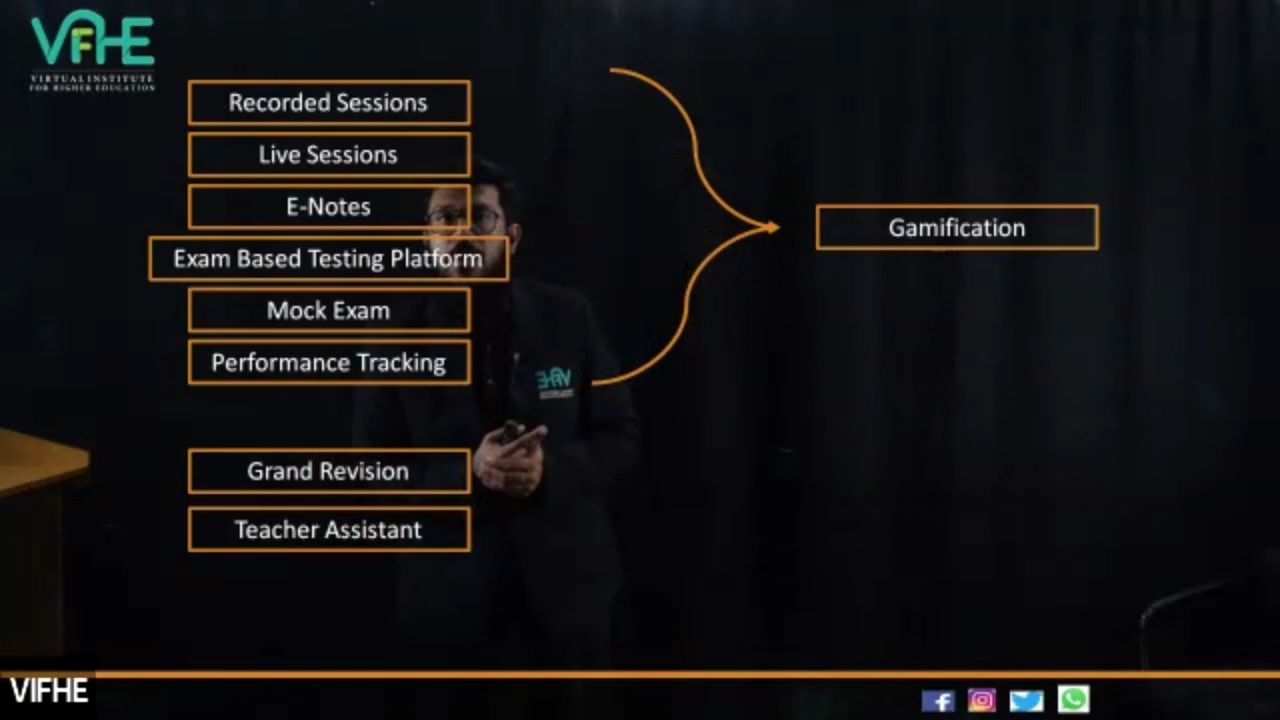 VIFHE
VIRTUAL INSTITUTE
FOR HIGHER EDUCATION
Recorded Sessions
Live Sessions
E-Notes
Exam Based Testing Platform
Gamification
Mock Exam
Performance Tracking
Grand Revision
Teacher Assistant
VIFHE